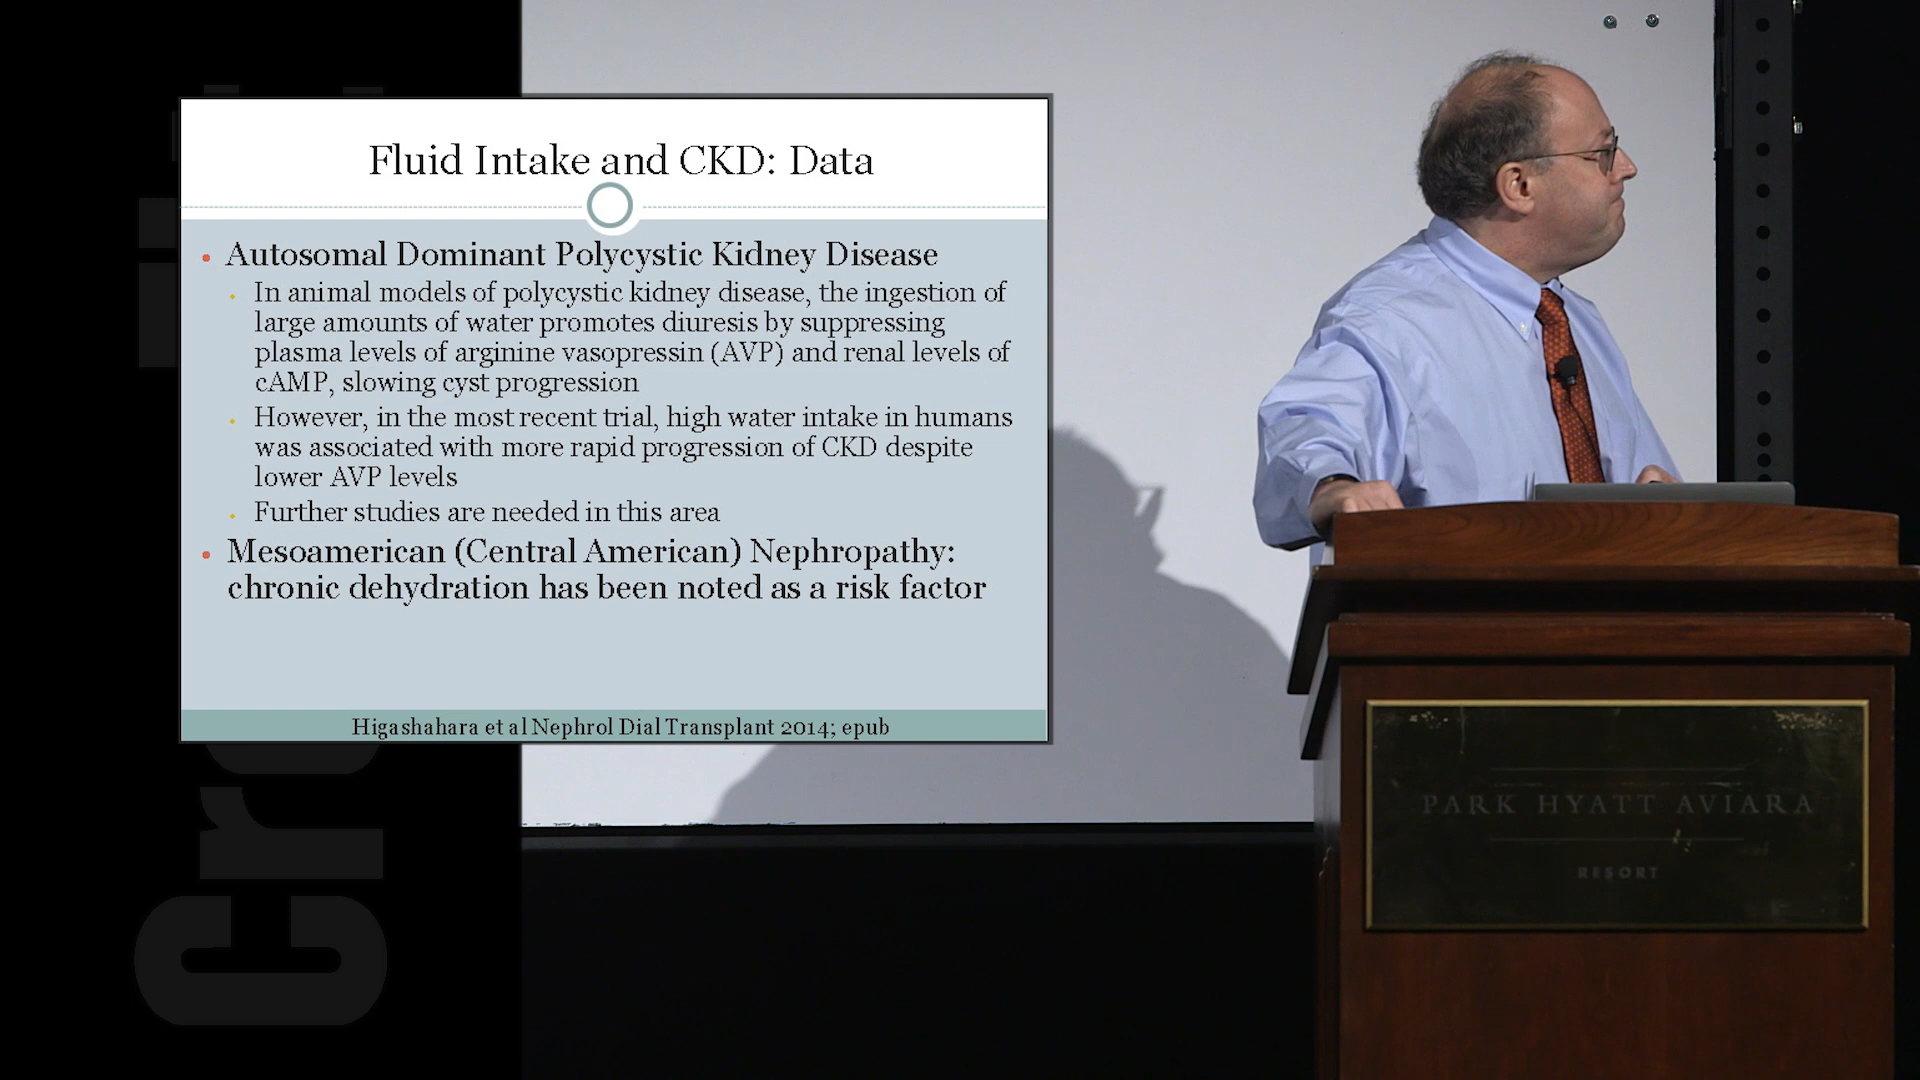 Fluid Intake and CKD: Data
Autosomal Dominant Polycystic Kidney Disease
In animal models of polycystic kidney disease, the ingestion of
large amounts of water promotes diuresis by suppressing
plasma levels of arginine vasopressin (AVP) and renal levels of
cAMP, slowing cyst progression
However, in the most recent trial, high water intake in humans
was associated with more rapid progression of CKD despite
lower AVP levels
Further studies are needed in this area
Mesoamerican (Central American) Nephropathy:
chronic dehydration has been noted as a risk factor
Higashahara et al Nephrol Dial Transplant 2014; epub
PARK HYATT AVIARA
RESORT